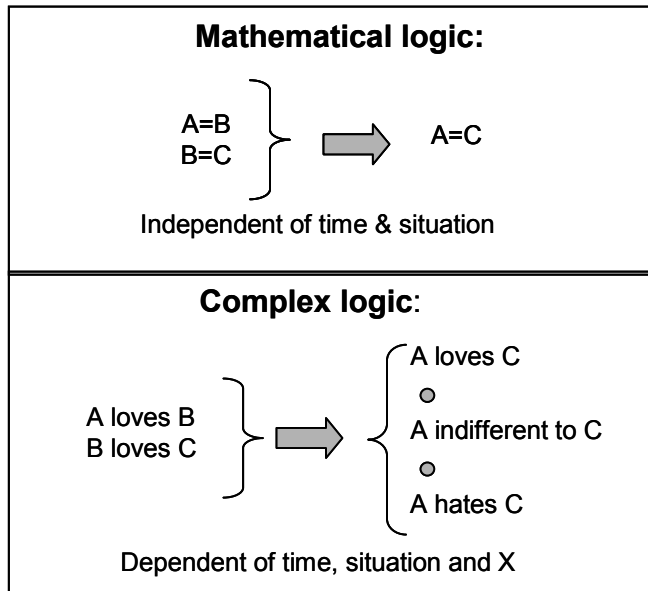 Mathematical logic:
A=B
B=C
A=C
Independent of time & situation
Complex logic:
A loves B
B loves C
A loves C
A indifferent to C
A hates C
Dependent of time, situation and X